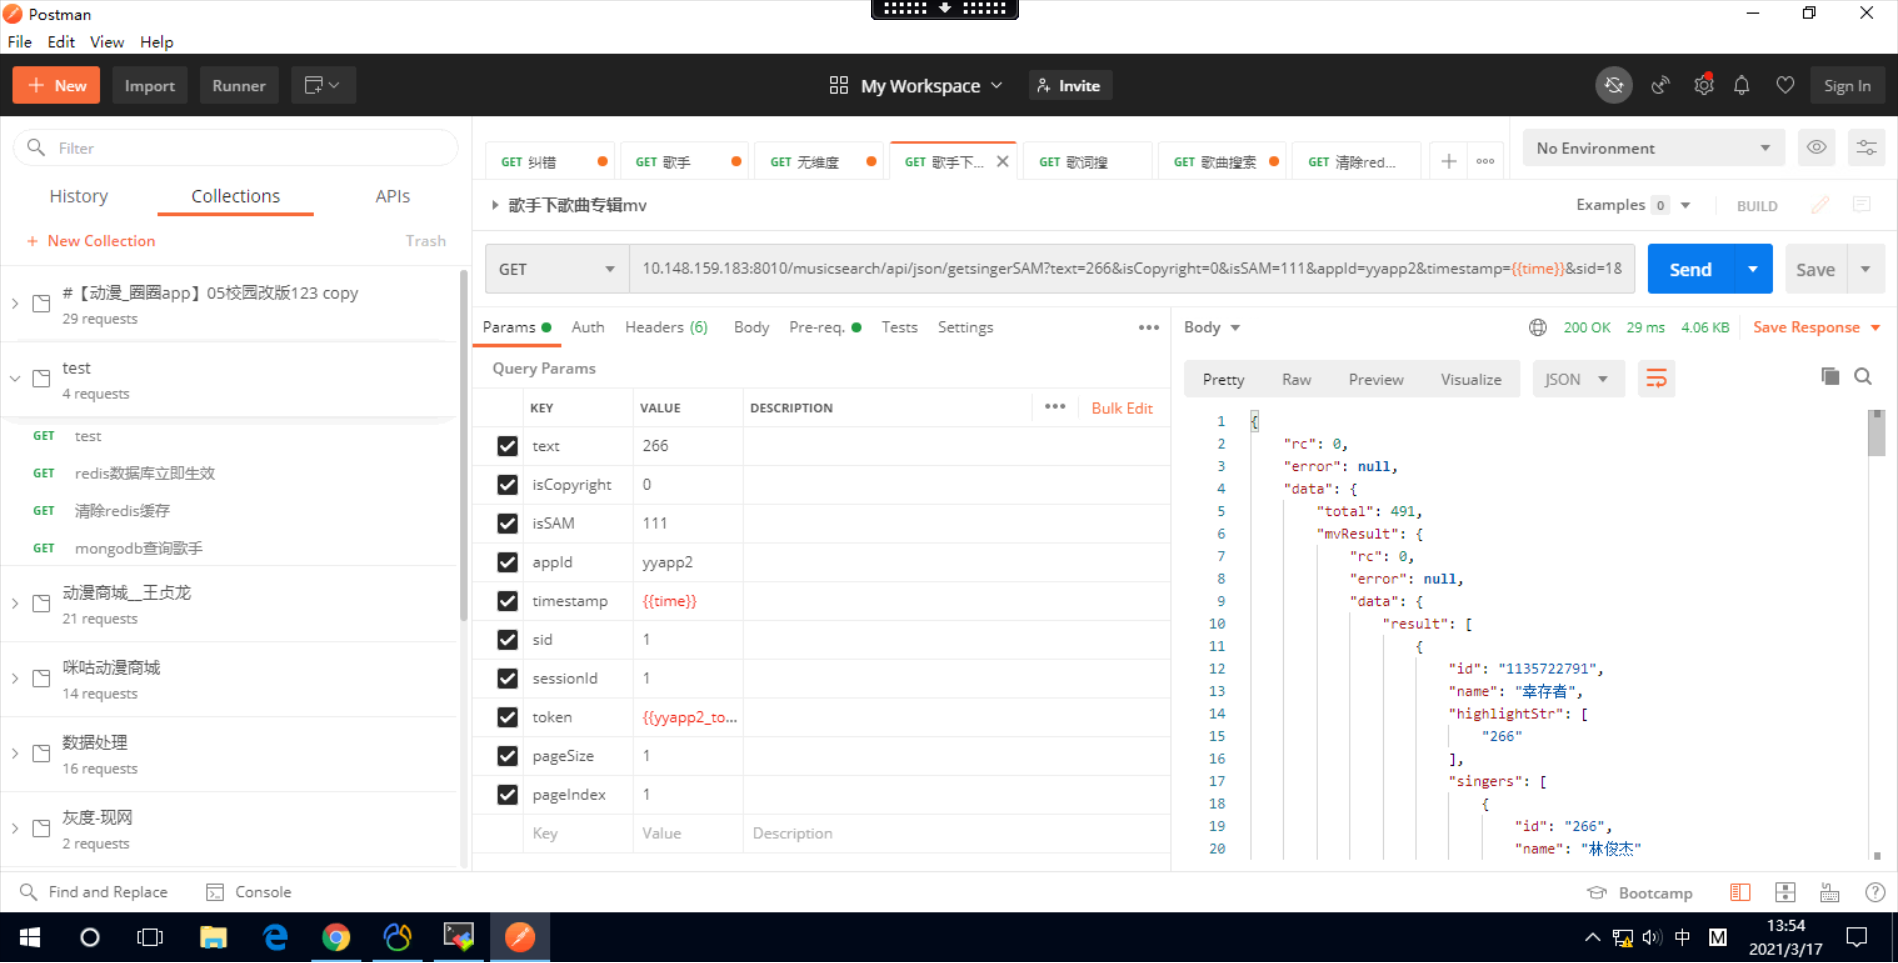 Postman
File Edit View Help
+ New Import Runner My Workspace Invite Sign In
Filter
History Collections APIs
+ New Collection Trash
#【动漫_圈圈app】05校园改版123 copy
29 requests
test
4 requests
GET test
GET redis数据库立即生效
GET 清除redis缓存
GET mongodb查询歌手
动漫商城__王贞龙
21 requests
咪咕动漫商城
14 requests
数据处理
16 requests
灰度-现网
2 requests
GET 纠错 GET 歌手 GET 无维度 GET 歌手下... GET 歌词搜 GET 歌曲搜索 GET 清除red...
No Environment
歌手下歌曲专辑mv
Examples 0 BUILD
GET 10.148.159.183:8010/musicsearch/api/json/getsingerSAM?text=266&isCopyright=0&isSAM=111&appId=yyapp2&timestamp={{time}}&sid=1& Send Save
Params Auth Headers (6) Body Pre-req. Tests Settings
Query Params
KEY VALUE DESCRIPTION Bulk Edit
text 266
isCopyright 0
isSAM 111
appId yyapp2
timestamp {{time}}
sid 1
sessionId 1
token {{yyapp2_to...
pageSize 1
pageIndex 1
Key Value Description
Body 200 OK 29 ms 4.06 KB Save Response
Pretty Raw Preview Visualize JSON
1 {
2 "rc": 0,
3 "error": null,
4 "data": {
5 "total": 491,
6 "mvResult": {
7 "rc": 0,
8 "error": null,
9 "data": {
10 "result": [
11 {
12 "id": "1135722791",
13 "name": "幸存者",
14 "highlightStr": [
15 "266"
16 ],
17 "singers": [
18 {
19 "id": "266",
20 "name": "林俊杰"
Find and Replace Console Bootcamp
中 M
13:54
2021/3/17